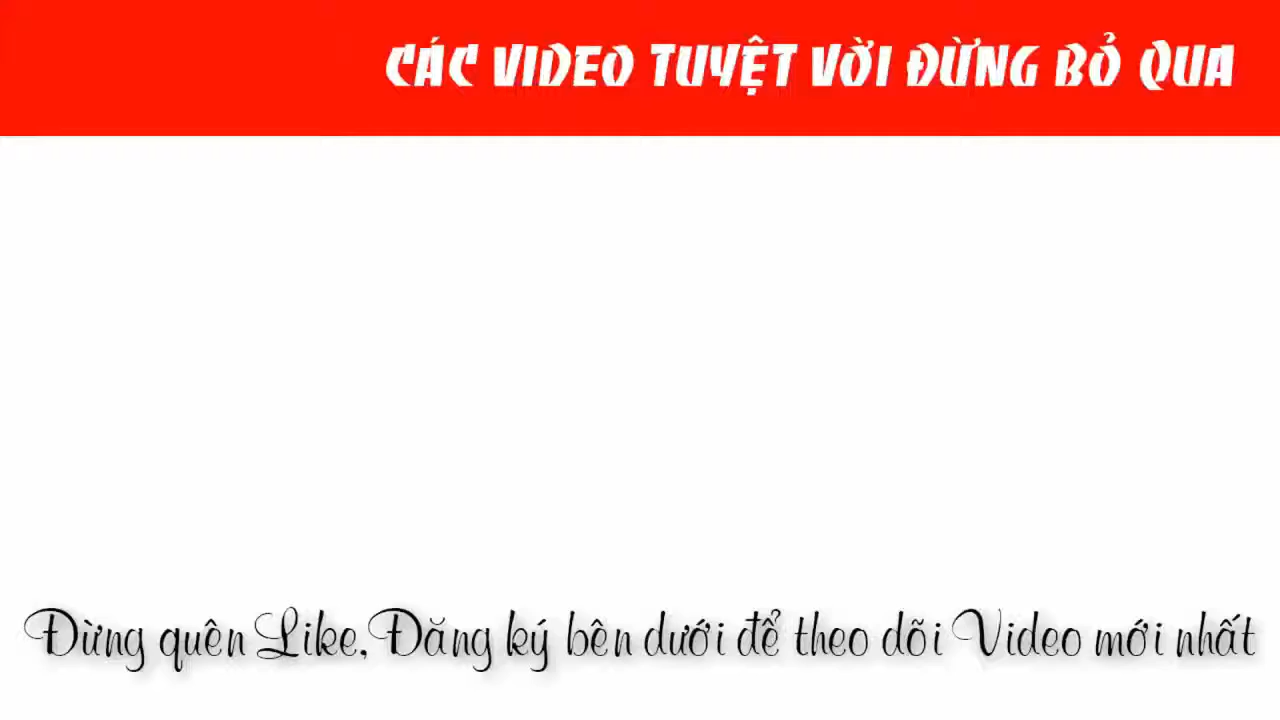 CÁC VIDEO TUYỆT VỜI ĐỪNG BỎ QUA
Đừng quên Like, Đăng ký bên dưới để theo dõi Video mới nhất